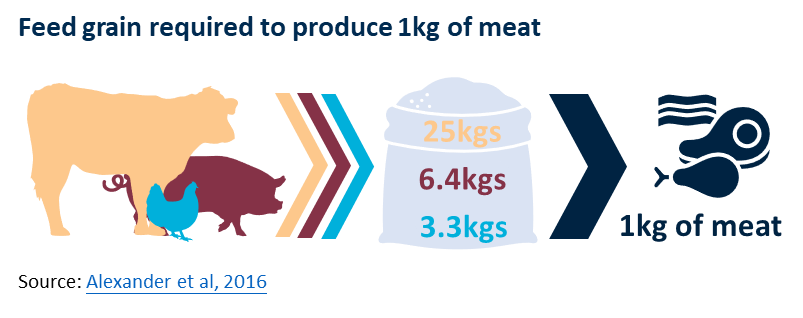 Feed grain required to produce 1kg of meat
25kgs
6.4kgs
3.3kgs
1kg of meat
Source: Alexander et al, 2016